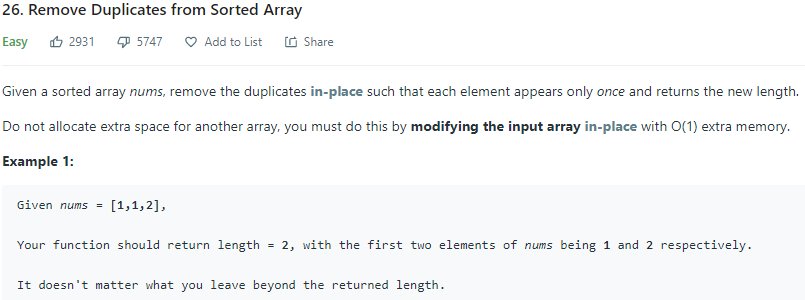 26. Remove Duplicates from Sorted Array
Easy 2931 5747 Add to List Share
Given a sorted array nums, remove the duplicates in-place such that each element appears only once and returns the new length.
Do not allocate extra space for another array, you must do this by modifying the input array in-place with O(1) extra memory.
Example 1:
Given nums = [1,1,2],
Your function should return length = 2, with the first two elements of nums being 1 and 2 respectively.
It doesn't matter what you leave beyond the returned length.